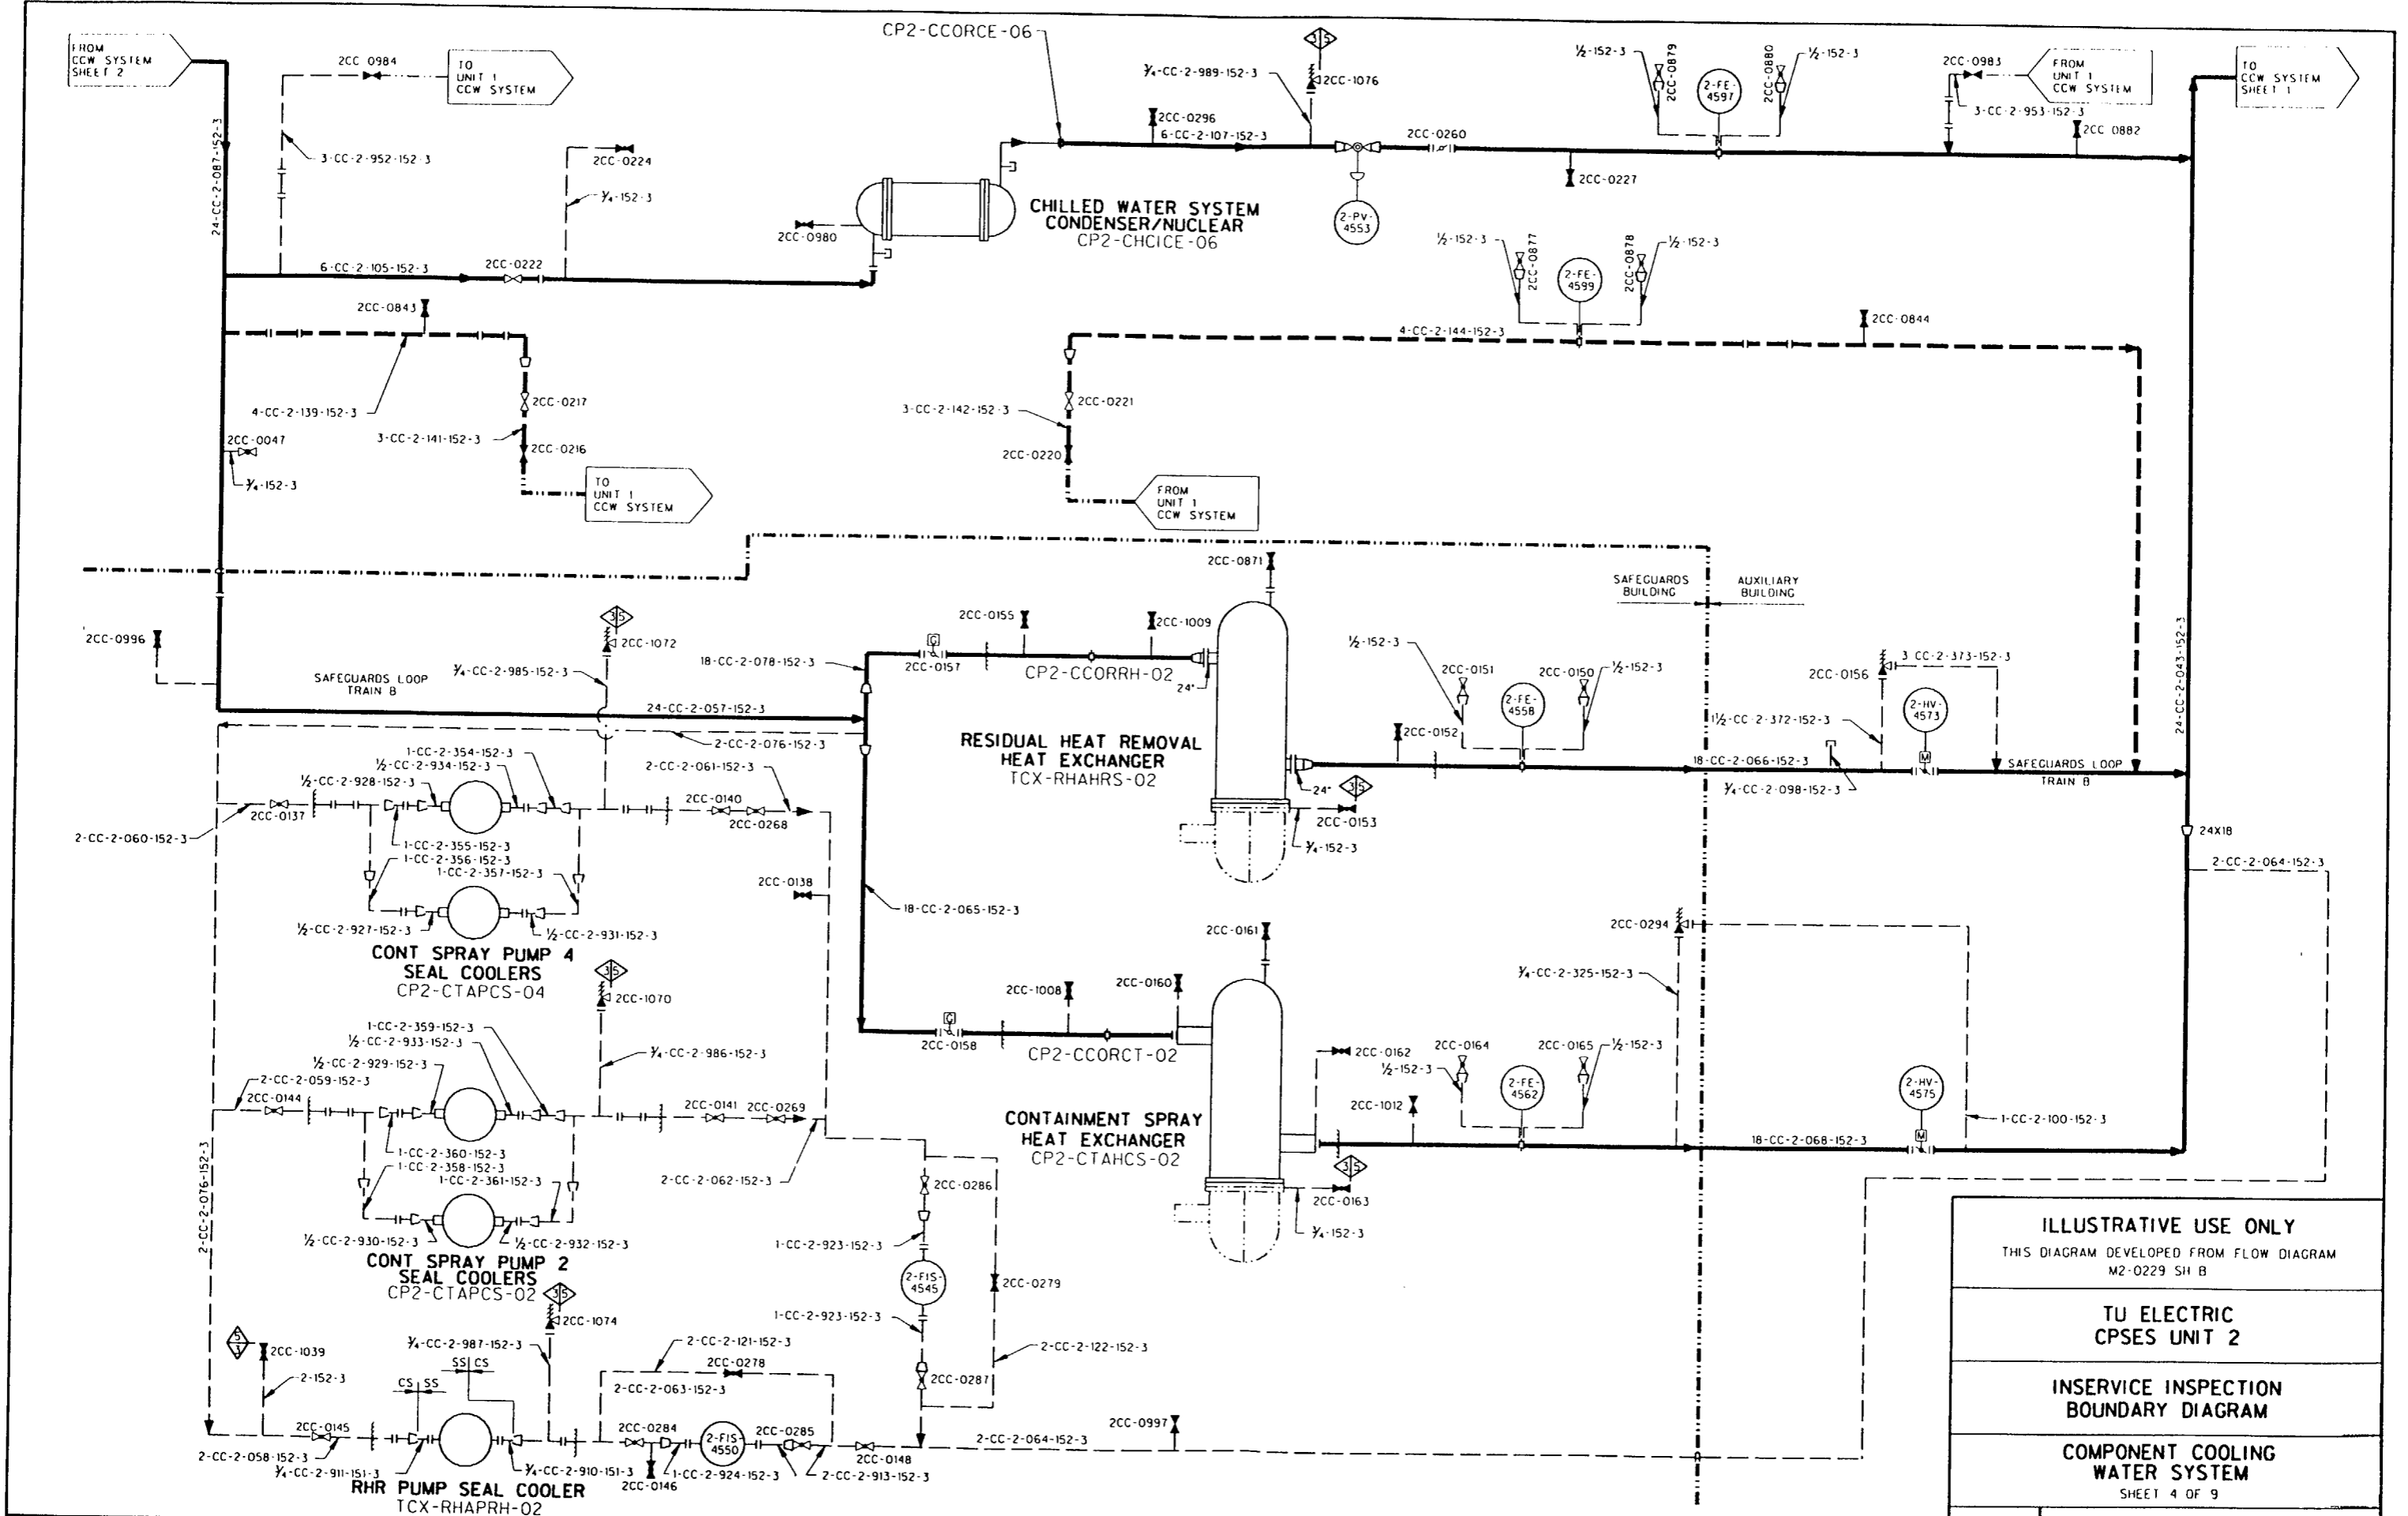 FROM
CCW SYSTEM
SHEET 2
2CC-0984
TO
UNIT 1
CCW SYSTEM
CP2-CCORCE-06
3 5
¾-CC-2-989-152-3
2CC-1076
½-152-3
2CC-0879
2-FE-
4597
2CC-0880
½-152-3
2CC-0983
FROM
UNIT 1
CCW SYSTEM
3-CC-2-953-152-3
TO
CCW SYSTEM
SHEET 1
24-CC-2-087-152-3
3-CC-2-952-152-3
2CC-0224
¾-152-3
2CC-0296
6-CC-2-107-152-3
2CC-0260
2CC-0882
2CC-0227
2CC-0980
CHILLED WATER SYSTEM
CONDENSER/NUCLEAR
CP2-CHCICE-06
2-PV-
4553
6-CC-2-105-152-3
2CC-0222
½-152-3
2CC-0877
2-FE-
4599
2CC-0878
½-152-3
2CC-0843
4-CC-2-144-152-3
2CC-0844
4-CC-2-139-152-3
2CC-0217
3-CC-2-141-152-3
2CC-0216
2CC-0047
¾-152-3
TO
UNIT 1
CCW SYSTEM
3-CC-2-142-152-3
2CC-0221
2CC-0220
FROM
UNIT 1
CCW SYSTEM
2CC-0871
SAFEGUARDS
BUILDING
AUXILIARY
BUILDING
2CC-0996
3 5
2CC-1072
¾-CC-2-985-152-3
SAFEGUARDS LOOP
TRAIN B
24-CC-2-057-152-3
18-CC-2-078-152-3
G
2CC-0157
2CC-0155
2CC-1009
CP2-CCORRH-02
24"
RESIDUAL HEAT REMOVAL
HEAT EXCHANGER
TCX-RHAHRS-02
½-152-3
2CC-0151
2-FE-
4558
2CC-0150
½-152-3
2CC-0152
24"
3 5
2CC-0153
¾-152-3
2CC-0156
3-CC-2-373-152-3
1½-CC-2-372-152-3
2-HV-
4573
M
18-CC-2-066-152-3
¾-CC-2-098-152-3
SAFEGUARDS LOOP
TRAIN B
24-CC-2-043-152-3
24X18
2-CC-2-064-152-3
2-CC-2-076-152-3
1-CC-2-354-152-3
½-CC-2-934-152-3
½-CC-2-928-152-3
2-CC-2-061-152-3
2CC-0137
2-CC-2-060-152-3
2CC-0140
2CC-0268
1-CC-2-355-152-3
1-CC-2-356-152-3
1-CC-2-357-152-3
½-CC-2-927-152-3
½-CC-2-931-152-3
CONT SPRAY PUMP 4
SEAL COOLERS
CP2-CTAPCS-04
2CC-0138
18-CC-2-065-152-3
3 5
2CC-1070
¾-CC-2-986-152-3
1-CC-2-359-152-3
½-CC-2-933-152-3
½-CC-2-929-152-3
2-CC-2-059-152-3
2CC-0144
2CC-0141
2CC-0269
2-CC-2-062-152-3
1-CC-2-360-152-3
1-CC-2-358-152-3
1-CC-2-361-152-3
½-CC-2-930-152-3
½-CC-2-932-152-3
CONT SPRAY PUMP 2
SEAL COOLERS
CP2-CTAPCS-02
2-CC-2-076-152-3
G
2CC-0158
2CC-1008
2CC-0160
2CC-0161
CP2-CCORCT-02
CONTAINMENT SPRAY
HEAT EXCHANGER
CP2-CTAHCS-02
2CC-0162
½-152-3
2CC-0164
2-FE-
4562
2CC-0165
½-152-3
2CC-1012
3 5
2CC-0163
¾-152-3
2CC-0294
¾-CC-2-325-152-3
2-HV-
4575
M
1-CC-2-100-152-3
18-CC-2-068-152-3
2CC-0286
1-CC-2-923-152-3
2-FIS-
4545
2CC-0279
1-CC-2-923-152-3
2CC-0287
2-CC-2-122-152-3
5 3
2CC-1039
2-152-3
2CC-0145
2-CC-2-058-152-3
¾-CC-2-911-151-3
CS SS
SS CS
¾-CC-2-987-152-3
3 5
2CC-1074
¾-CC-2-910-151-3
RHR PUMP SEAL COOLER
TCX-RHAPRH-02
2-CC-2-121-152-3
2CC-0278
2-CC-2-063-152-3
2CC-0284
2-FIS-
4550
2CC-0285
2CC-0146
1-CC-2-924-152-3
2-CC-2-913-152-3
2CC-0148
2-CC-2-064-152-3
2CC-0997
ILLUSTRATIVE USE ONLY
THIS DIAGRAM DEVELOPED FROM FLOW DIAGRAM
M2-0229 SH B
TU ELECTRIC
CPSES UNIT 2
INSERVICE INSPECTION
BOUNDARY DIAGRAM
COMPONENT COOLING
WATER SYSTEM
SHEET 4 OF 9